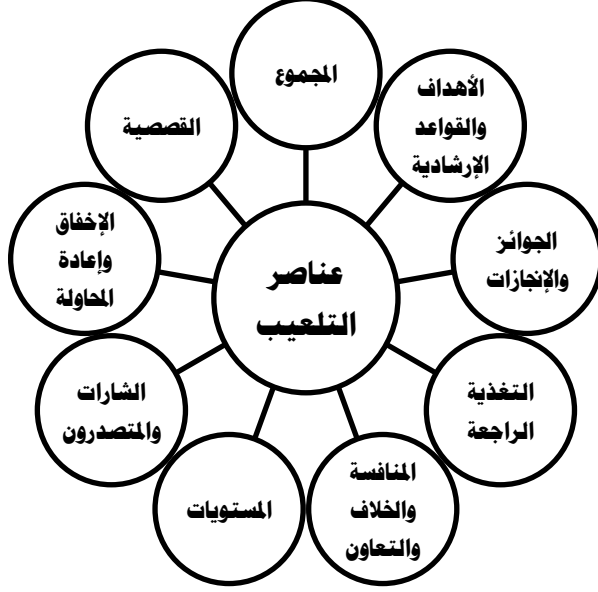 عناصر
التلعيب
المجموع
الأهداف
والقواعد
الإرشادية
الجوائز
والإنجازات
التغذية
الراجعة
المنافسة
والخلاف
والتعاون
المستويات
الشارات
والمتصدرون
الإخفاق
وإعادة
المحاولة
القصصية